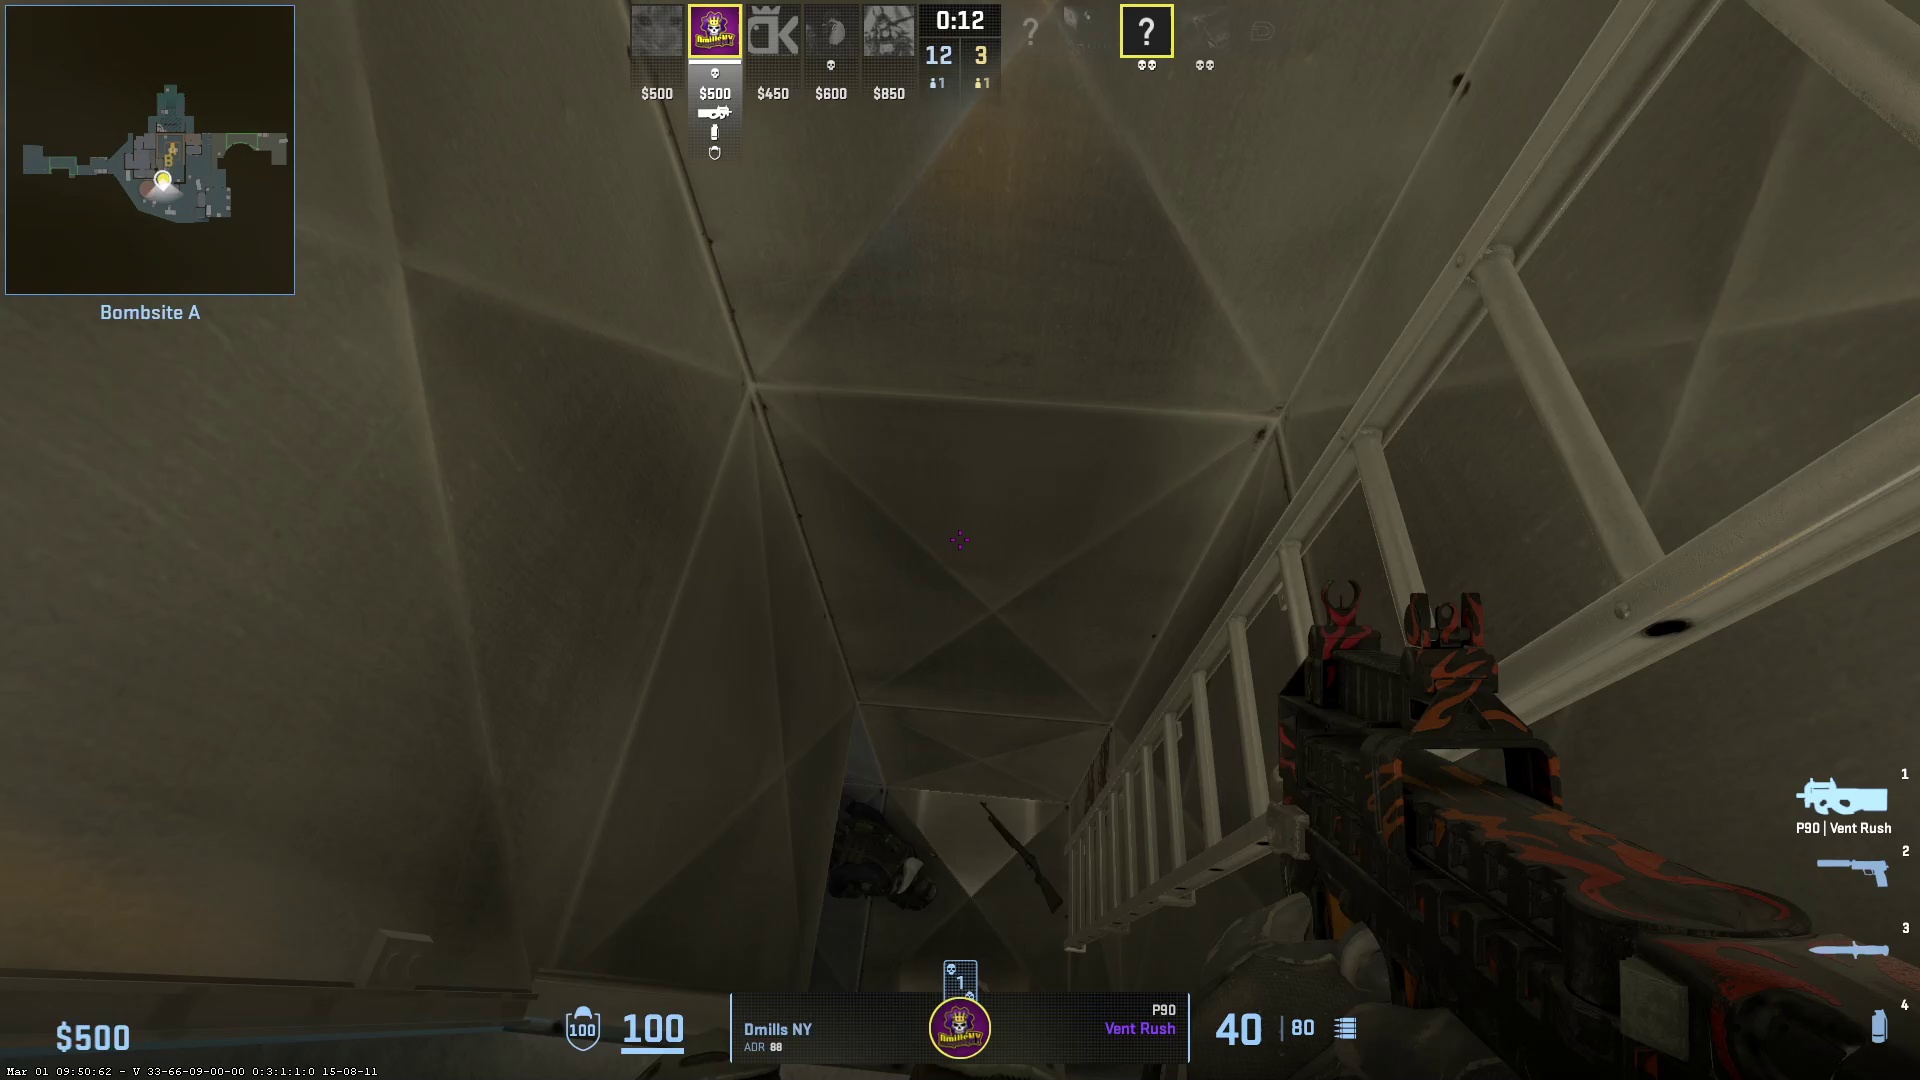 0:12
12 3
1 1
? ?
$500 $500 $450 $600 $850
A
B
Bombsite A
1
P90 | Vent Rush
2
3
4
1
$500
100 100
Dmills NY
ADR 88
P90
Vent Rush
40 | 80
Mar 01 09:50:62 - V 33-66-09-00-00 0:3:1:1:0 15-08-11